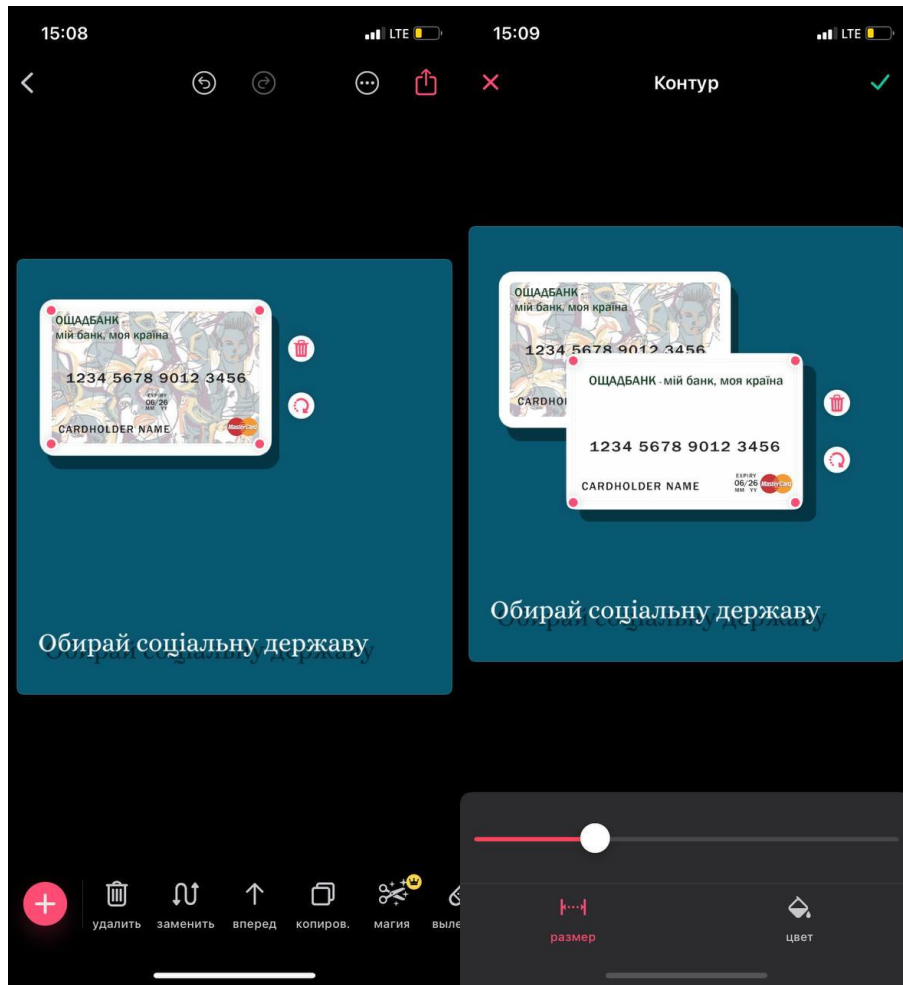 15:08
LTE
ОЩАДБАНК
мій банк, моя країна
1234 5678 9012 3456
EXPIRY
06/26
MM YY
CARDHOLDER NAME
MasterCard
Обирай соціальну державу
удалить
заменить
вперед
копиров.
магия
выле
15:09
LTE
Контур
ОЩАДБАНК
мій банк, моя країна
1234 5678 9012 3456
CARDHO
ОЩАДБАНК - мій банк, моя країна
1234 5678 9012 3456
CARDHOLDER NAME
EXPIRY
06/26
MM YY
MasterCard
Обирай соціальну державу
размер
цвет